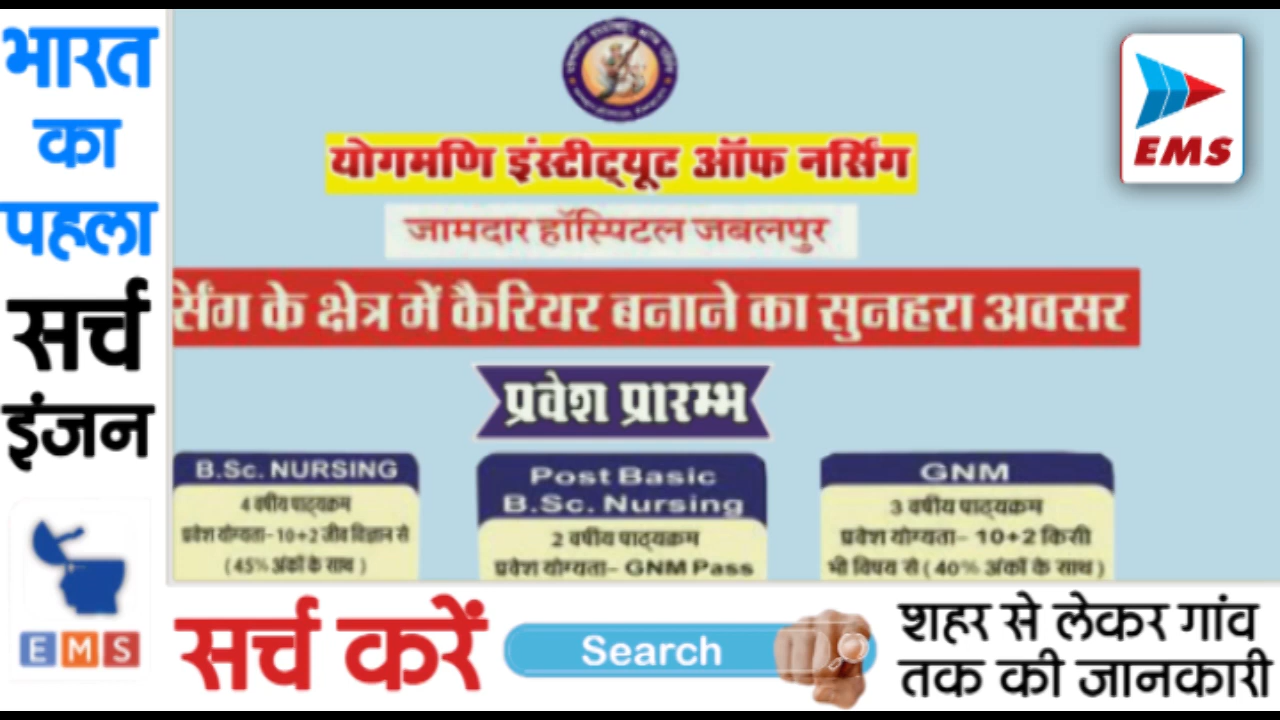 भारत
का
पहला
सर्च
इंजन
EMS
EMS
योगमणि इंस्टीट्यूट ऑफ नर्सिग
जामदार हॉस्पिटल जबलपुर
र्सिंग के क्षेत्र में कैरियर बनाने का सुनहरा अवसर
प्रवेश प्रारम्भ
B.Sc. NURSING
4 वर्षीय पाठ्यक्रम
प्रवेश योग्यता-10+2 जीव विज्ञान से
(45% अंकों के साथ )
Post Basic
B.Sc. Nursing
2 वर्षीय पाठ्यक्रम
प्रवेश योग्यता- GNM Pass
GNM
3 वर्षीय पाठ्यक्रम
प्रवेश योग्यता- 10+2 किसी
भी विषय से ( 40% अंकों के साथ )
सर्च करें
Search
शहर से लेकर गांव
तक की जानकारी